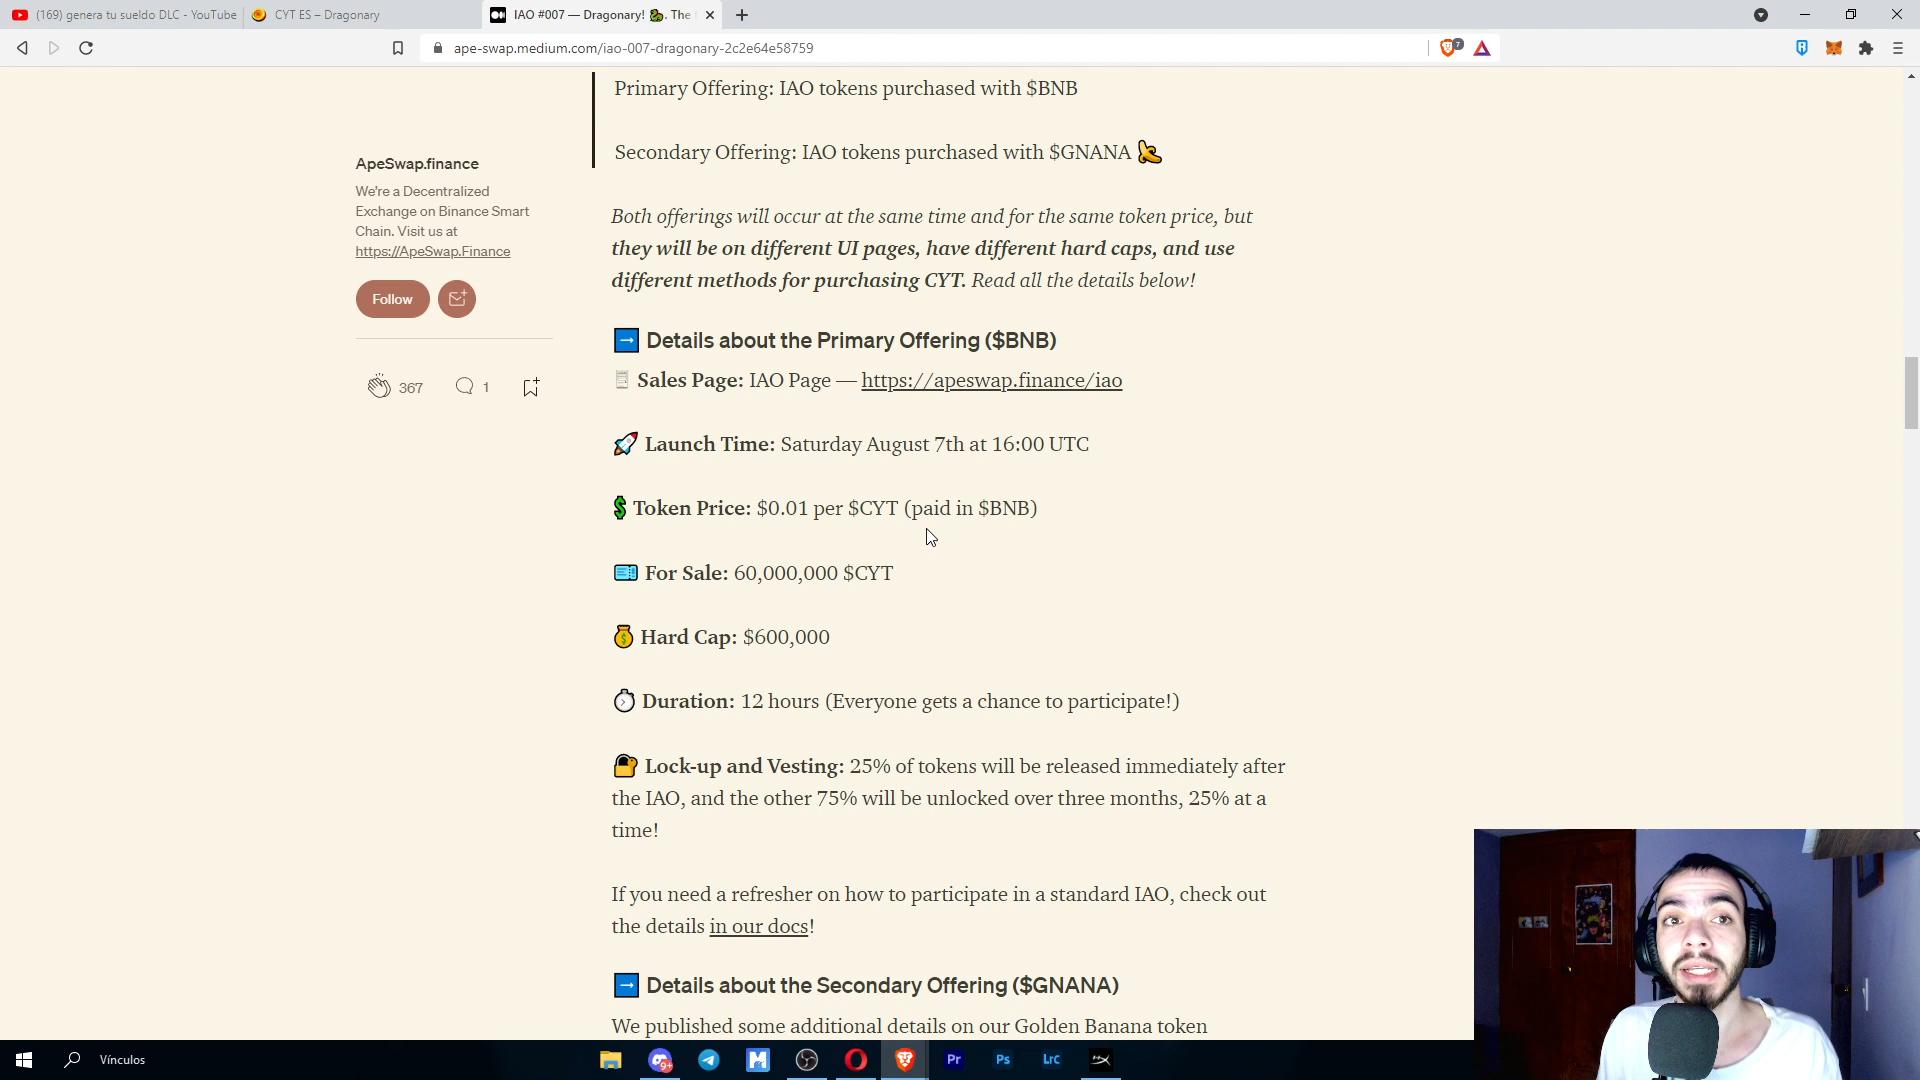 (169) genera tu sueldo DLC - YouTube
CYT ES – Dragonary
IAO #007 — Dragonary! 🐉. The
ape-swap.medium.com/iao-007-dragonary-2c2e64e58759
7
Primary Offering: IAO tokens purchased with $BNB
Secondary Offering: IAO tokens purchased with $GNANA
ApeSwap.finance
We're a Decentralized
Exchange on Binance Smart
Chain. Visit us at
https://ApeSwap.Finance
Follow
367
1
Both offerings will occur at the same time and for the same token price, but
they will be on different UI pages, have different hard caps, and use
different methods for purchasing CYT. Read all the details below!
➡️ Details about the Primary Offering ($BNB)
🧾 Sales Page: IAO Page — https://apeswap.finance/iao
🚀 Launch Time: Saturday August 7th at 16:00 UTC
💲 Token Price: $0.01 per $CYT (paid in $BNB)
🎫 For Sale: 60,000,000 $CYT
💰 Hard Cap: $600,000
⏱ Duration: 12 hours (Everyone gets a chance to participate!)
🔐 Lock-up and Vesting: 25% of tokens will be released immediately after
the IAO, and the other 75% will be unlocked over three months, 25% at a
time!
If you need a refresher on how to participate in a standard IAO, check out
the details in our docs!
➡️ Details about the Secondary Offering ($GNANA)
We published some additional details on our Golden Banana token
Vínculos
9+
M
Pr
Ps
LrC